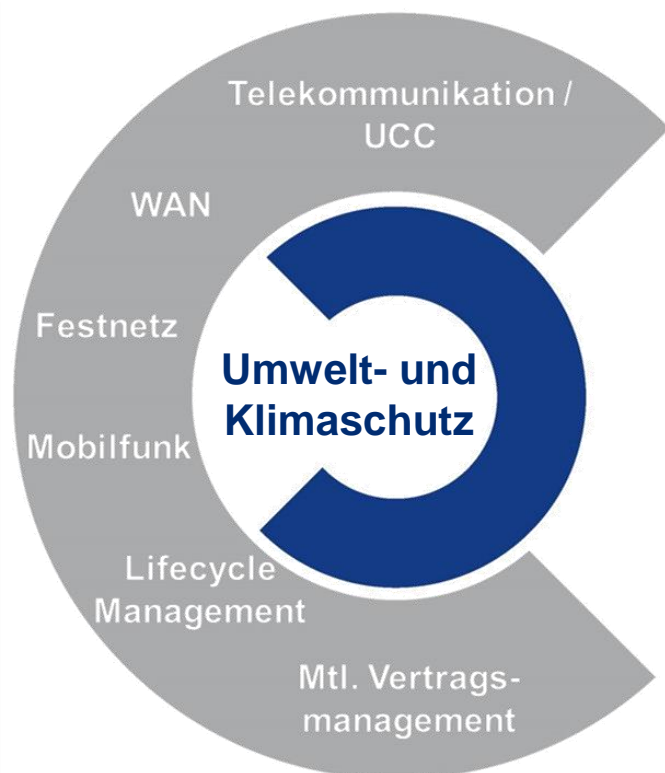 Telekommunikation /
UCC
WAN
Festnetz
Umwelt- und
Klimaschutz
Mobilfunk
Lifecycle
Management
Mtl. Vertrags-
management